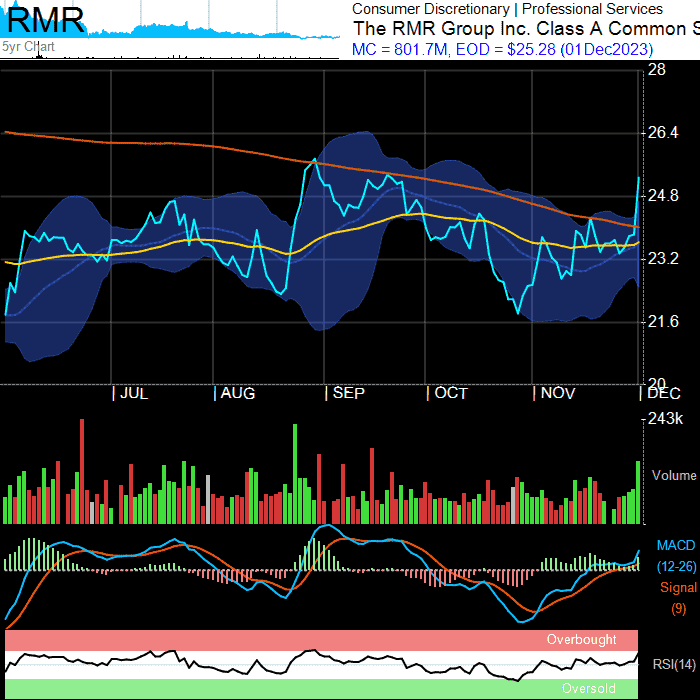 RMR
5yr Chart
Consumer Discretionary | Professional Services
The RMR Group Inc. Class A Common S
MC = 801.7M, EOD = $25.28 (01Dec2023)
28
26.4
24.8
23.2
21.6
20
JUL
AUG
SEP
OCT
NOV
DEC
243k
Volume
MACD
(12-26)
Signal
(9)
Overbought
RSI(14)
Oversold